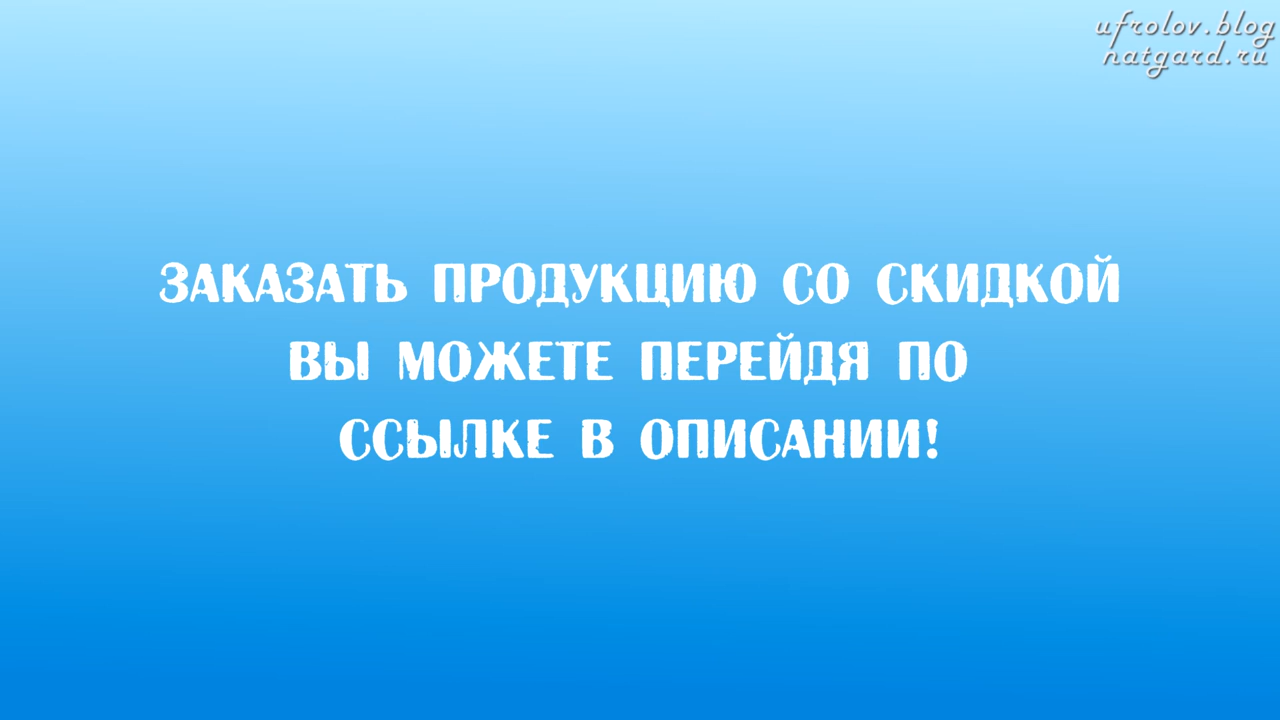 ufrolov.blog
natgard.ru
ЗАКАЗАТЬ ПРОДУКЦИЮ СО СКИДКОЙ
ВЫ МОЖЕТЕ ПЕРЕЙДЯ ПО
ССЫЛКЕ В ОПИСАНИИ!